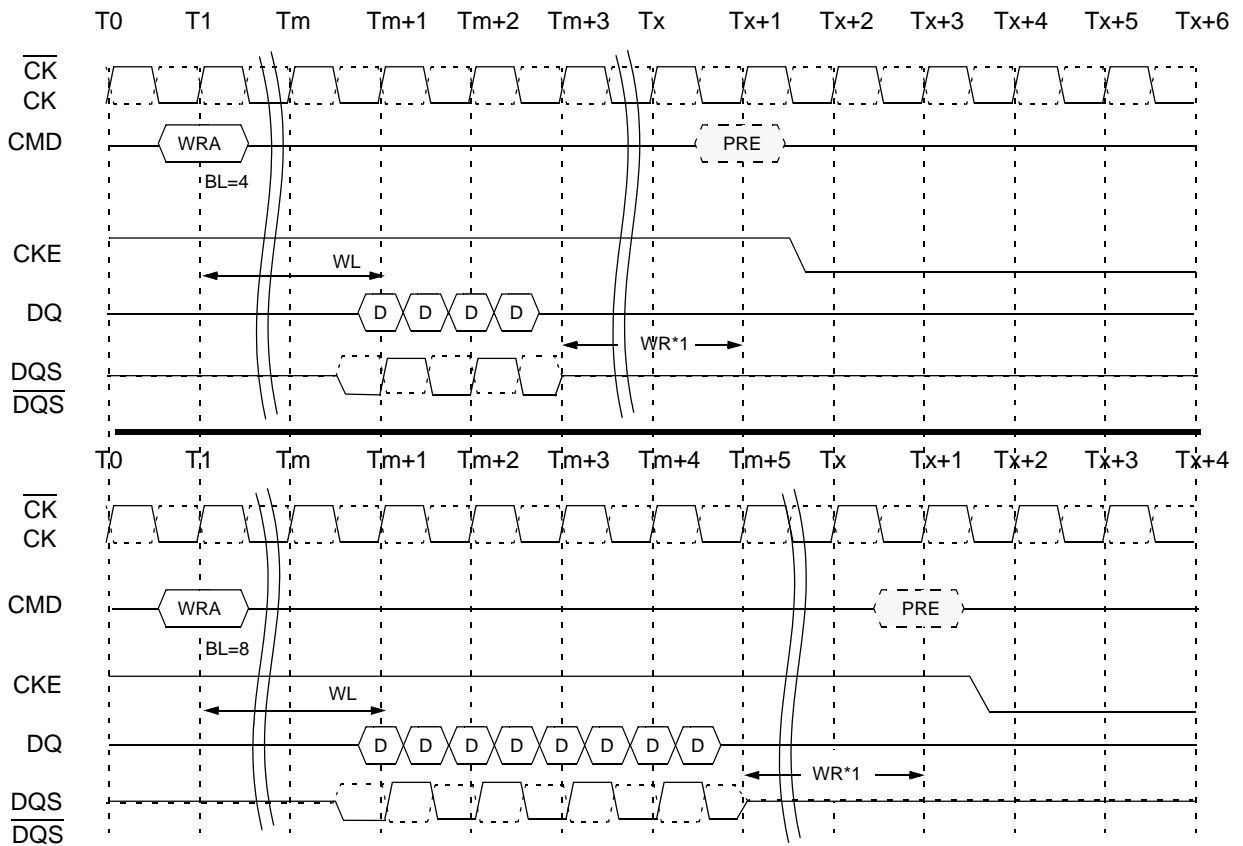 T0 T1 Tm Tm+1 Tm+2 Tm+3 Tx Tx+1 Tx+2 Tx+3 Tx+4 Tx+5 Tx+6
CK
CK
CMD WRA PRE
BL=4
CKE
WL
DQ D D D D
WR*1
DQS
DQS
T0 T1 Tm Tm+1 Tm+2 Tm+3 Tm+4 Tm+5 Tx Tx+1 Tx+2 Tx+3 Tx+4
CK
CK
CMD WRA PRE
BL=8
CKE
WL
DQ D D D D D D D D
WR*1
DQS
DQS